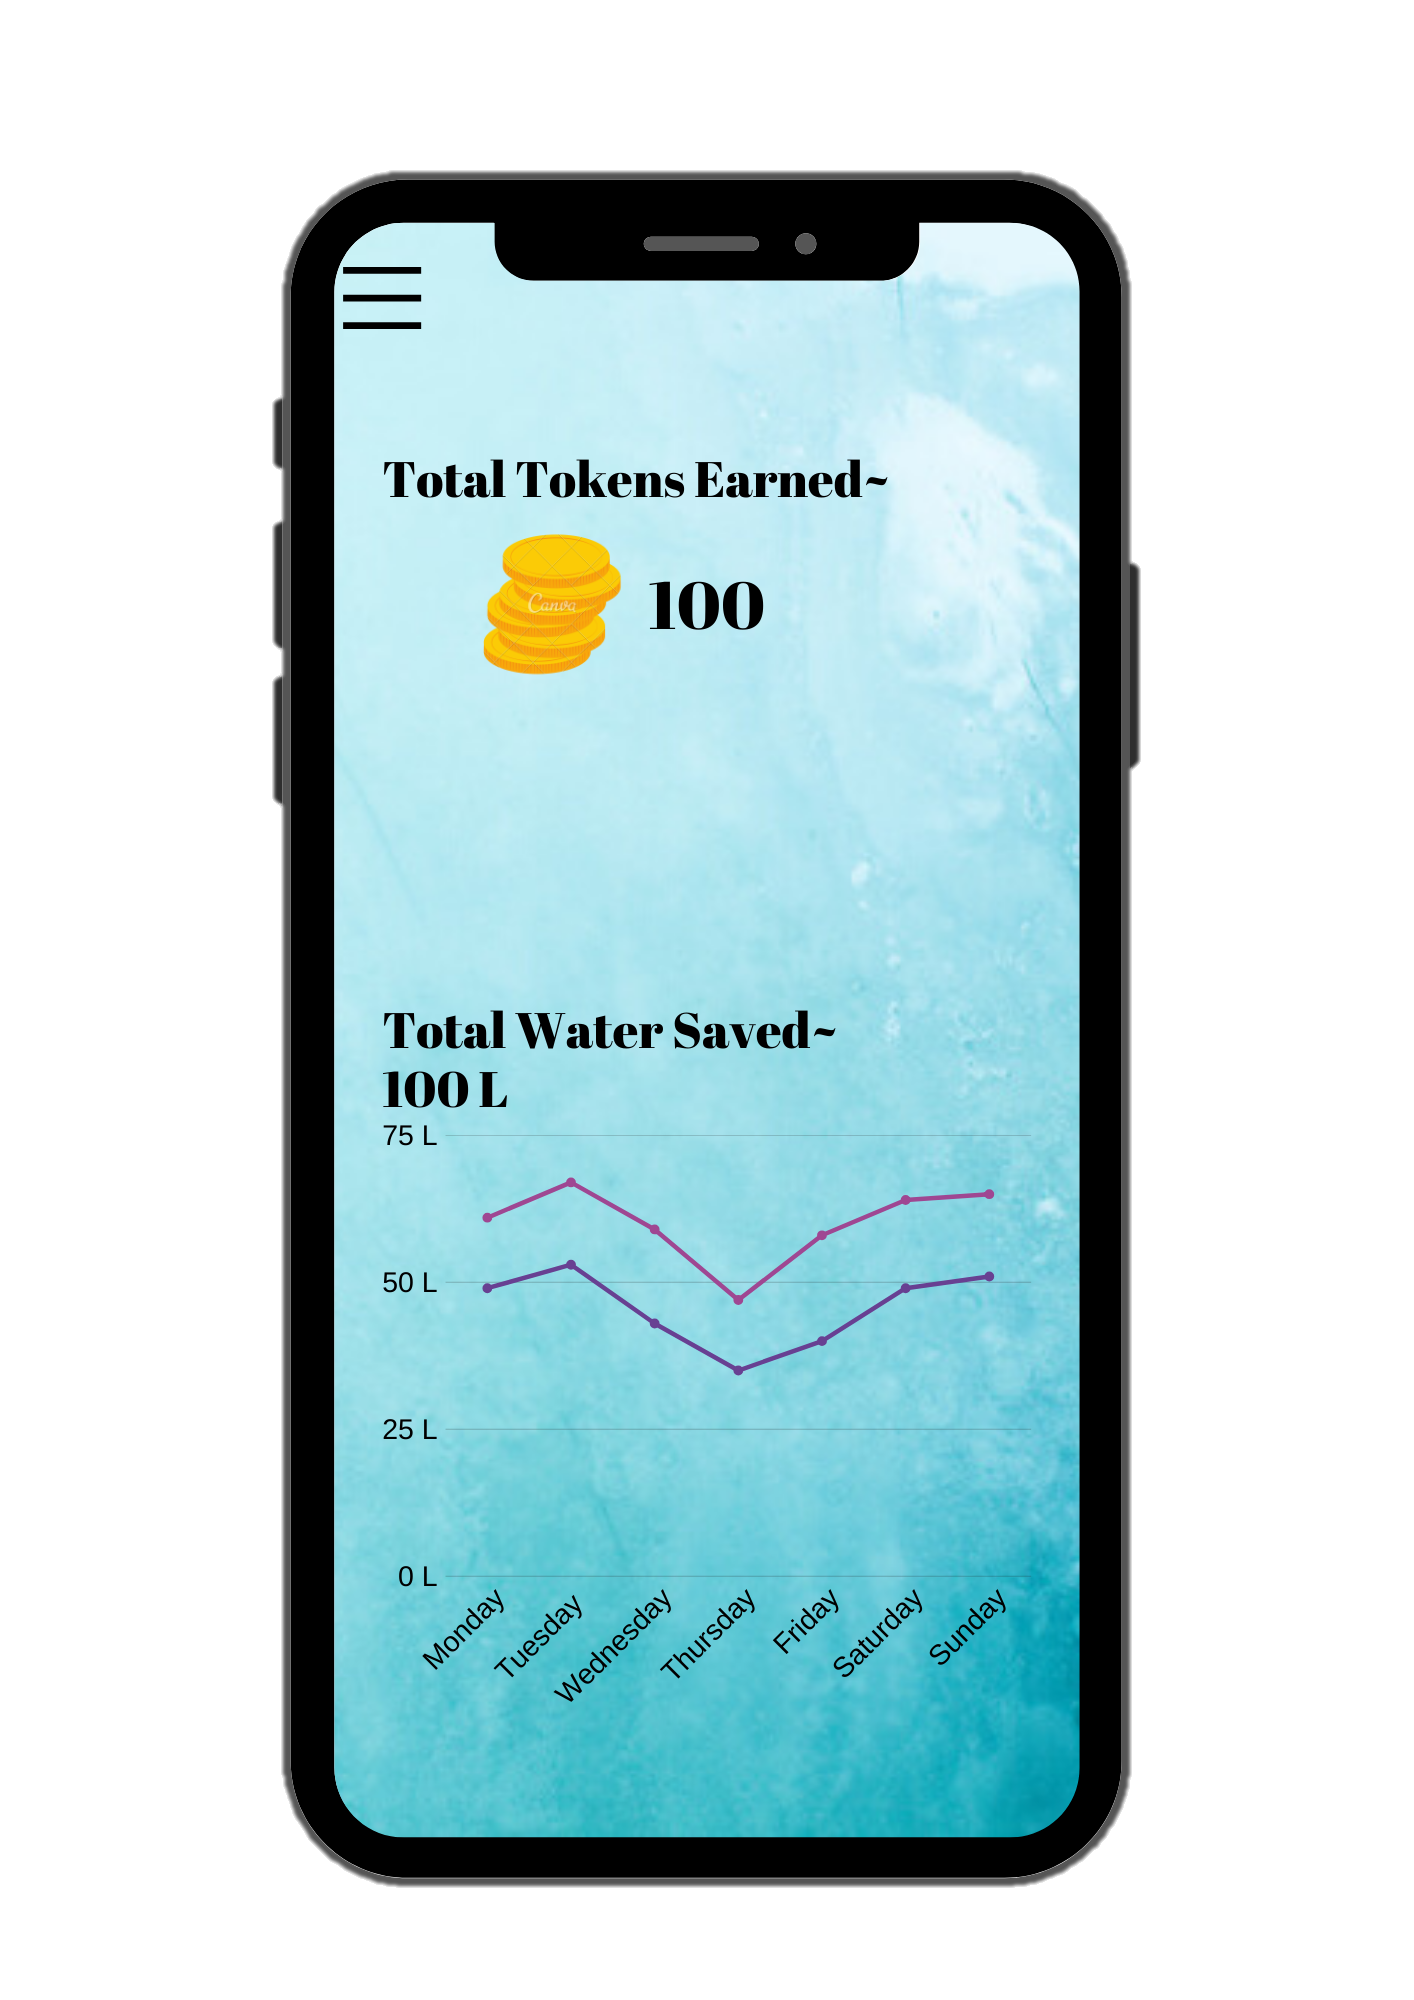 Total Tokens Earned~
Canva
100
Total Water Saved~
100 L
75 L
50 L
25 L
0 L
Monday
Tuesday
Wednesday
Thursday
Friday
Saturday
Sunday